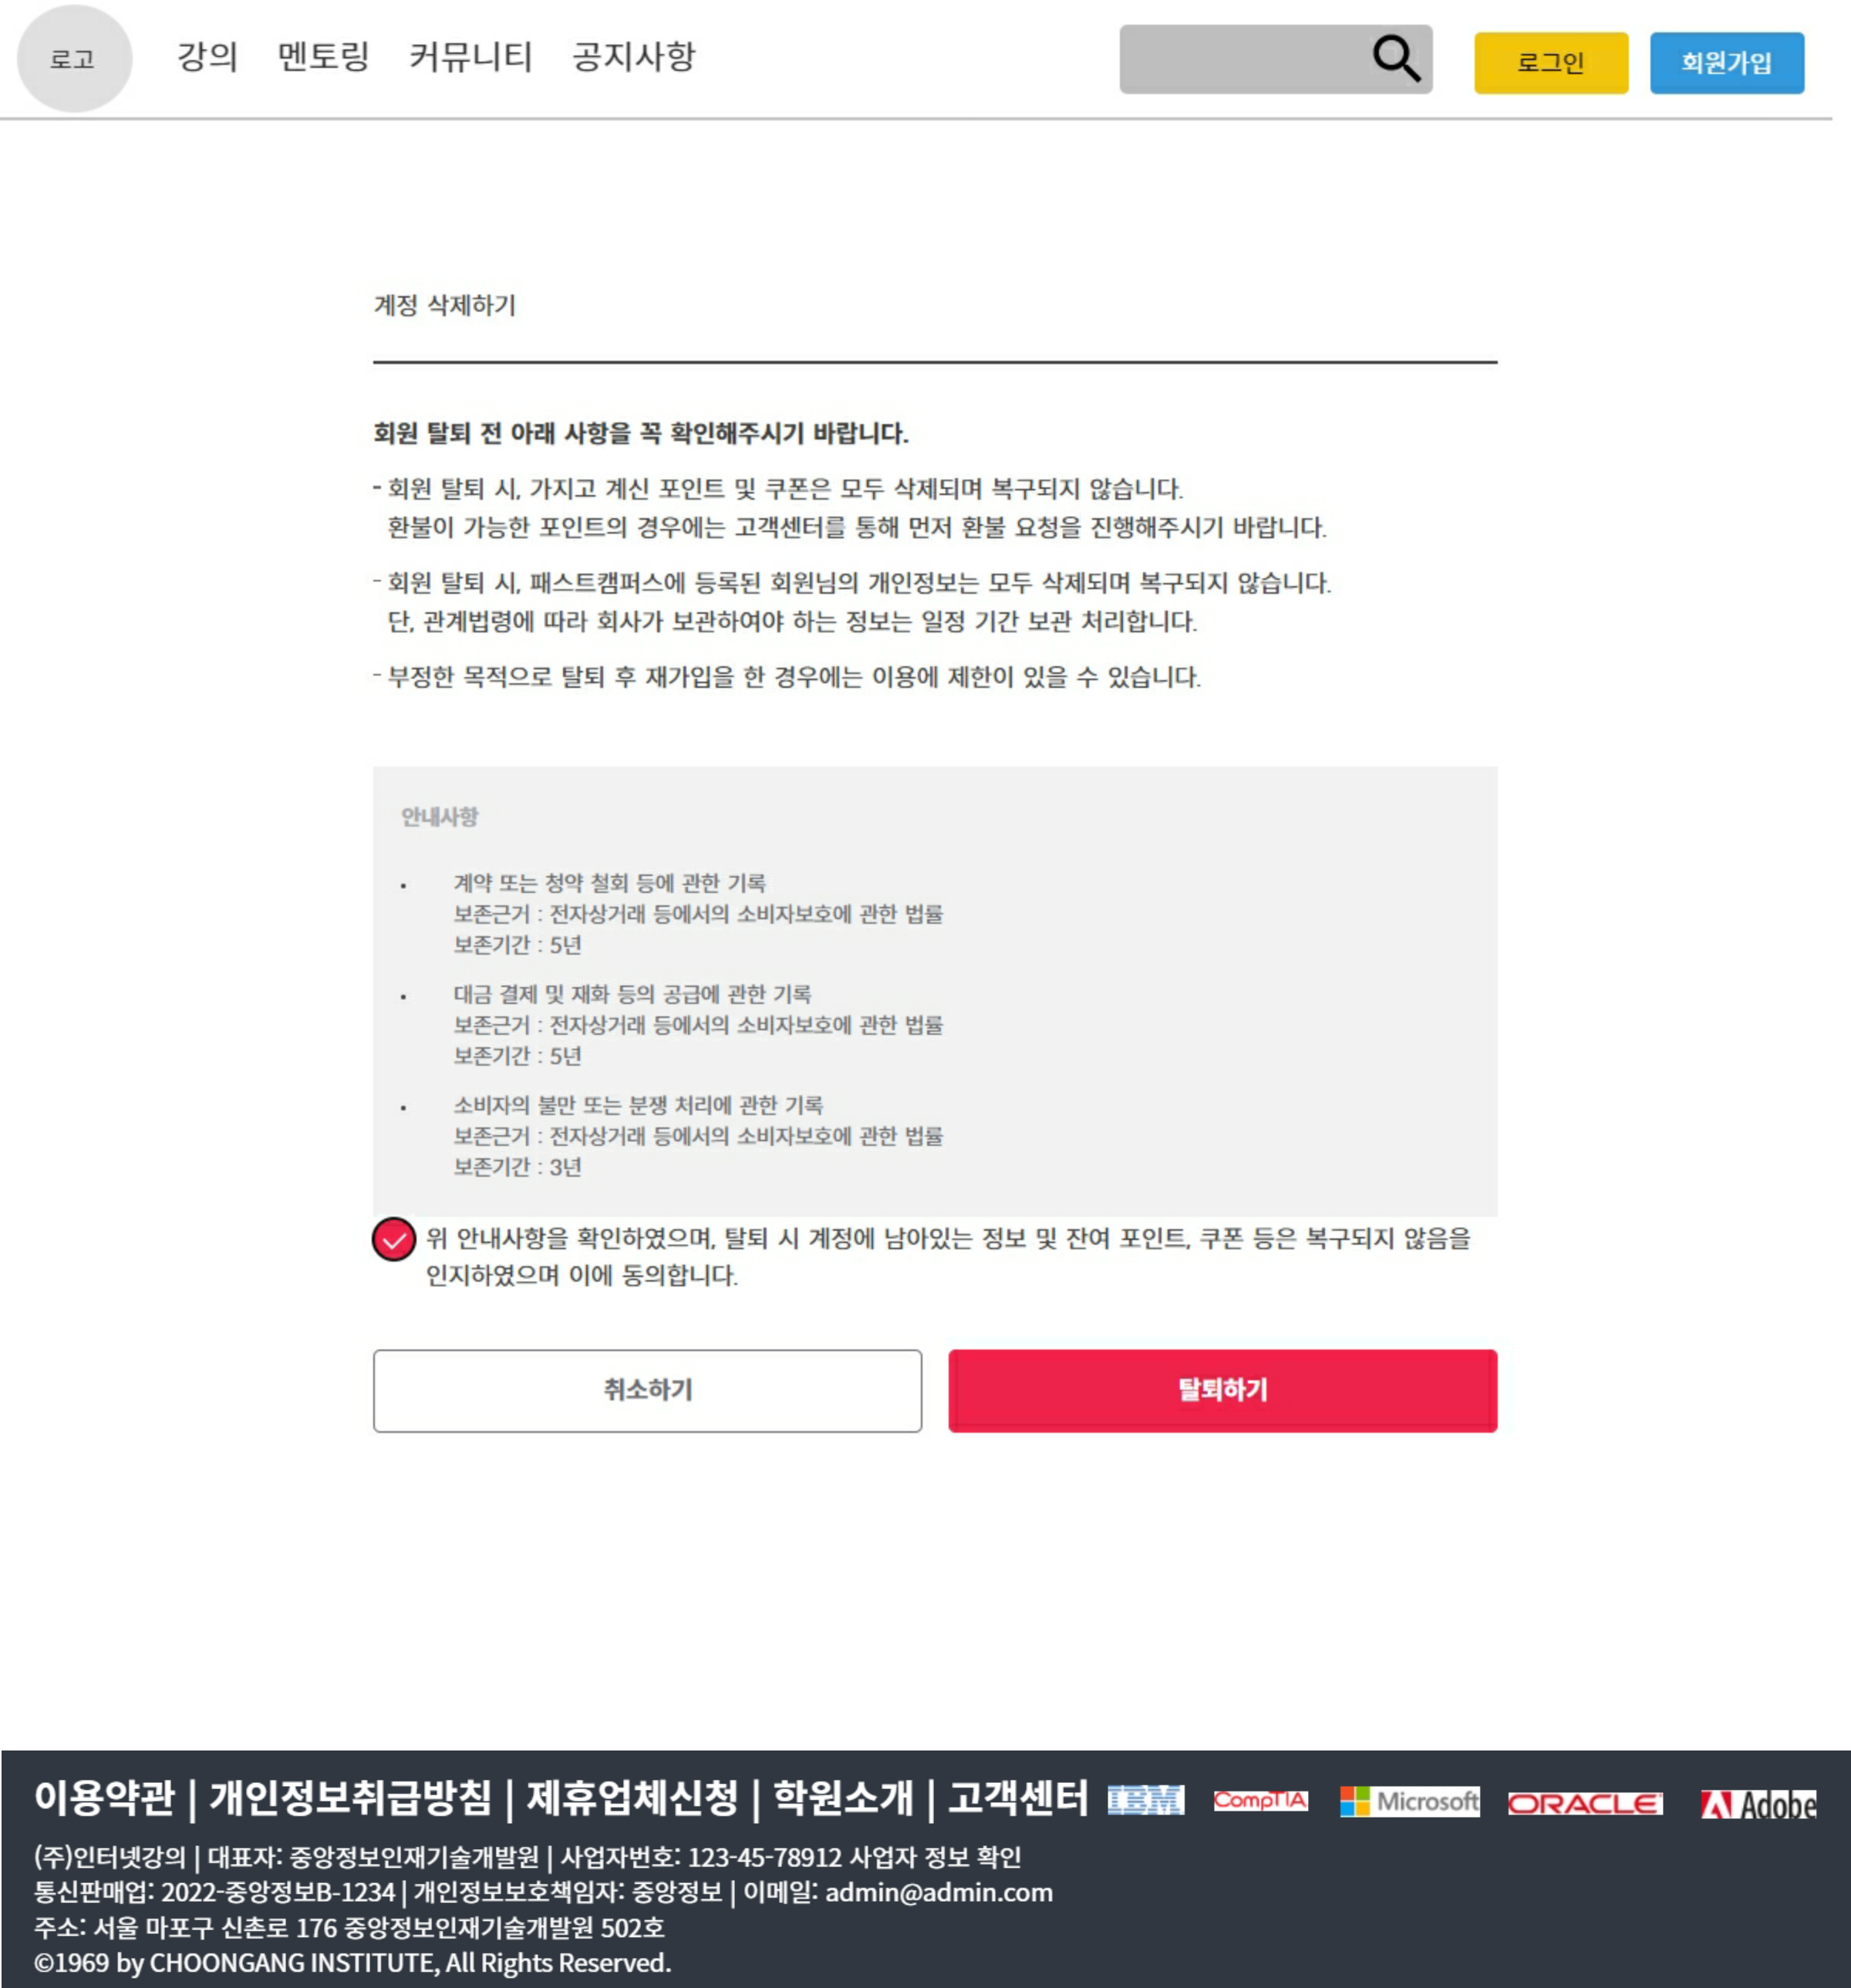 로고
강의 멘토링 커뮤니티 공지사항
로그인 회원가입
계정 삭제하기
회원 탈퇴 전 아래 사항을 꼭 확인해주시기 바랍니다.
- 회원 탈퇴 시, 가지고 계신 포인트 및 쿠폰은 모두 삭제되며 복구되지 않습니다.
환불이 가능한 포인트의 경우에는 고객센터를 통해 먼저 환불 요청을 진행해주시기 바랍니다.
- 회원 탈퇴 시, 패스트캠퍼스에 등록된 회원님의 개인정보는 모두 삭제되며 복구되지 않습니다.
단, 관계법령에 따라 회사가 보관하여야 하는 정보는 일정 기간 보관 처리합니다.
- 부정한 목적으로 탈퇴 후 재가입을 한 경우에는 이용에 제한이 있을 수 있습니다.
안내사항
• 계약 또는 청약 철회 등에 관한 기록
보존근거 : 전자상거래 등에서의 소비자보호에 관한 법률
보존기간 : 5년
• 대금 결제 및 재화 등의 공급에 관한 기록
보존근거 : 전자상거래 등에서의 소비자보호에 관한 법률
보존기간 : 5년
• 소비자의 불만 또는 분쟁 처리에 관한 기록
보존근거 : 전자상거래 등에서의 소비자보호에 관한 법률
보존기간 : 3년
위 안내사항을 확인하였으며, 탈퇴 시 계정에 남아있는 정보 및 잔여 포인트, 쿠폰 등은 복구되지 않음을
인지하였으며 이에 동의합니다.
취소하기 탈퇴하기
이용약관 | 개인정보취급방침 | 제휴업체신청 | 학원소개 | 고객센터 IBM CompTIA Microsoft ORACLE Adobe
(주)인터넷강의 | 대표자: 중앙정보인재기술개발원 | 사업자번호: 123-45-78912 사업자 정보 확인
통신판매업: 2022-중앙정보B-1234 | 개인정보보호책임자: 중앙정보 | 이메일: admin@admin.com
주소: 서울 마포구 신촌로 176 중앙정보인재기술개발원 502호
©1969 by CHOONGANG INSTITUTE, All Rights Reserved.